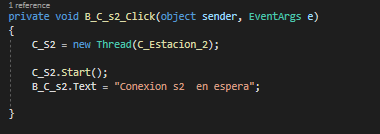 1 reference
private void B_C_s2_Click(object sender, EventArgs e)
{
C_S2 = new Thread(C_Estacion_2);
C_S2.Start();
B_C_s2.Text = "Conexion s2  en espera";
}